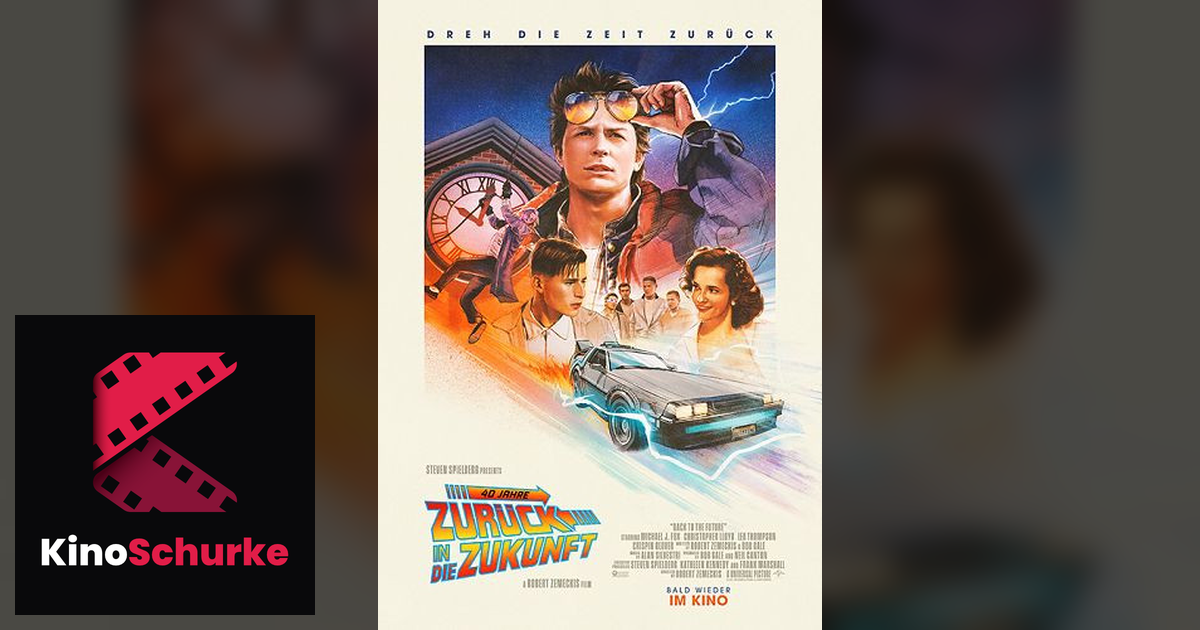 DREH DIE ZEIT ZURÜCK
STEVEN SPIELBERG PRESENTS
40 JAHRE
ZURÜCK
IN
DIE ZUKUNFT
A ROBERT ZEMECKIS FILM
"BACK TO THE FUTURE"
STARRING MICHAEL J. FOX CHRISTOPHER LLOYD LEA THOMPSON
CRISPIN GLOVER WRITTEN BY ROBERT ZEMECKIS & BOB GALE
MUSIC BY ALAN SILVESTRI PRODUCED BY BOB GALE AND NEIL CANTON
EXECUTIVE PRODUCERS STEVEN SPIELBERG KATHLEEN KENNEDY AND FRANK MARSHALL
DIRECTED BY ROBERT ZEMECKIS A UNIVERSAL PICTURE
BALD WIEDER
IM KINO
KinoSchurke